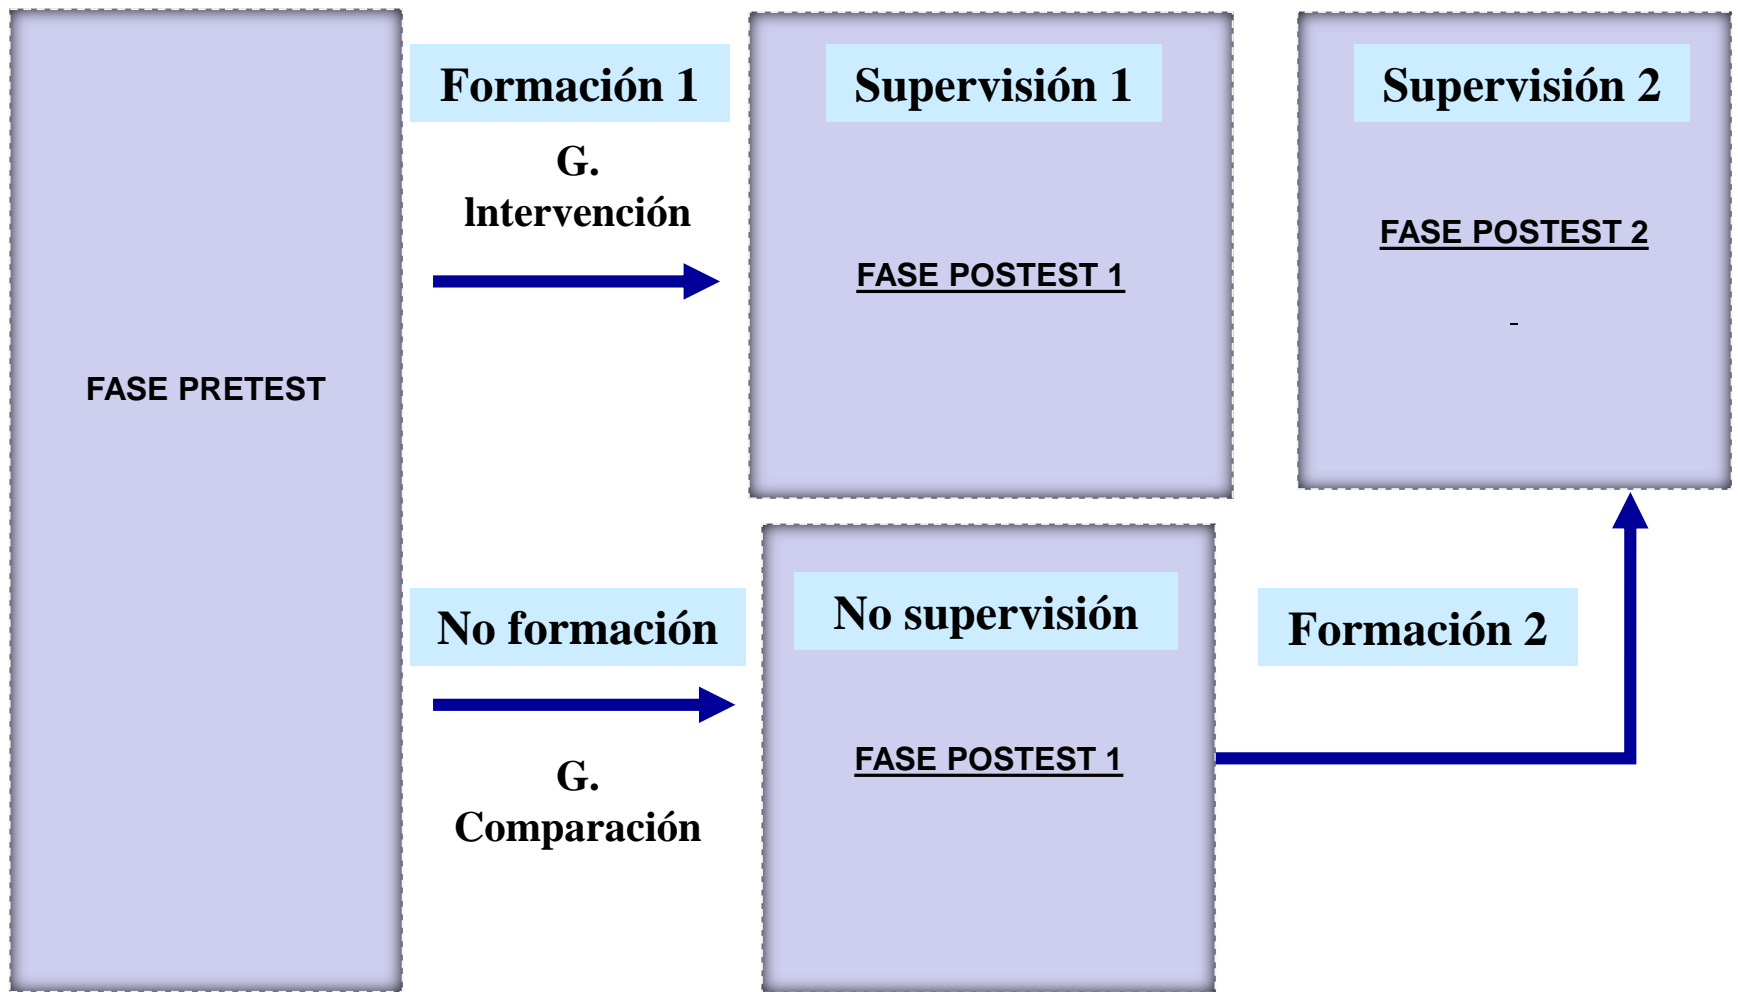 FASE PRETEST
Formación 1
G.
Intervención
No formación
G.
Comparación
Supervisión 1
FASE POSTEST 1
No supervisión
FASE POSTEST 1
Formación 2
Supervisión 2
FASE POSTEST 2